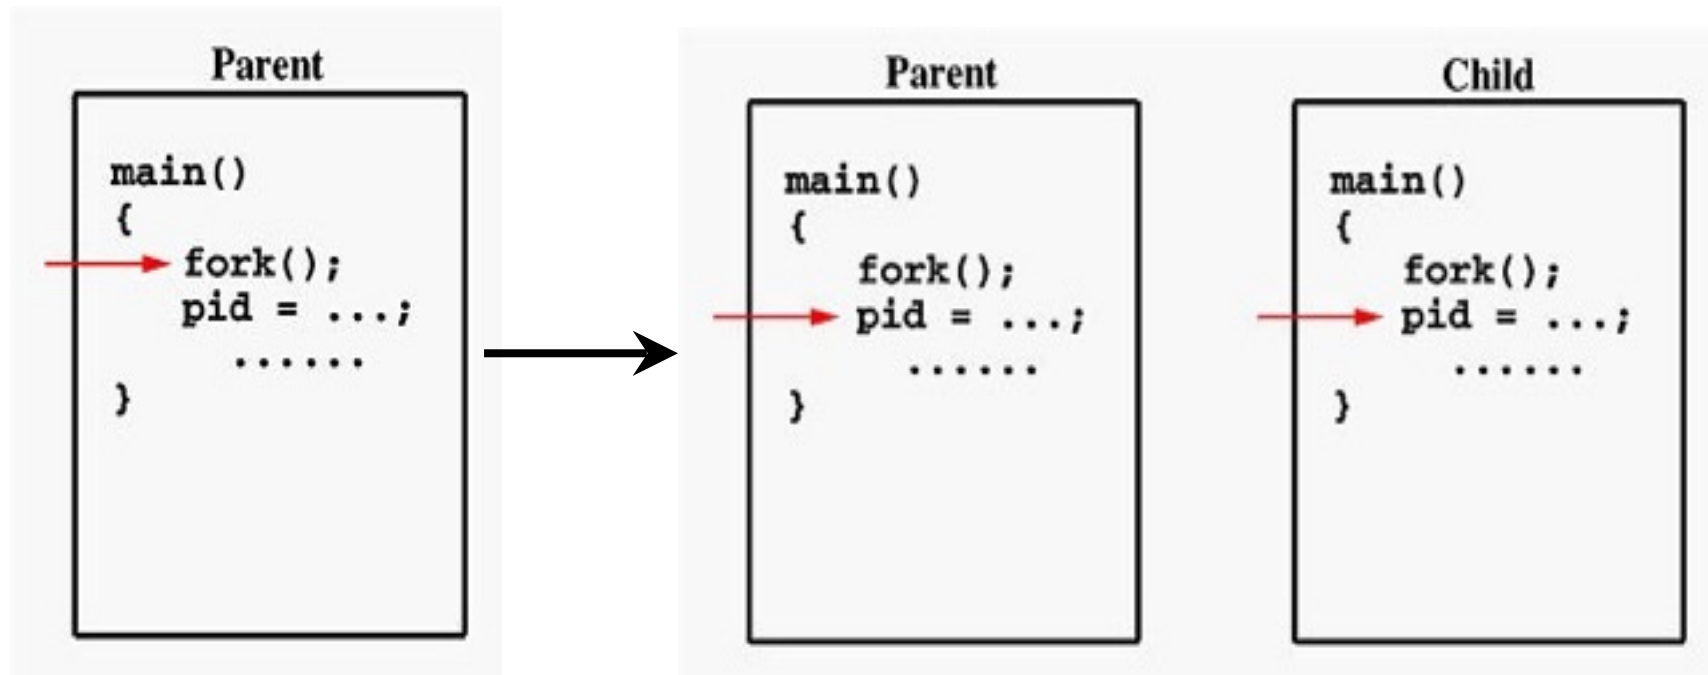 Parent
main()
{
fork();
pid = ...;
......
}
Parent
main()
{
fork();
pid = ...;
......
}
Child
main()
{
fork();
pid = ...;
......
}